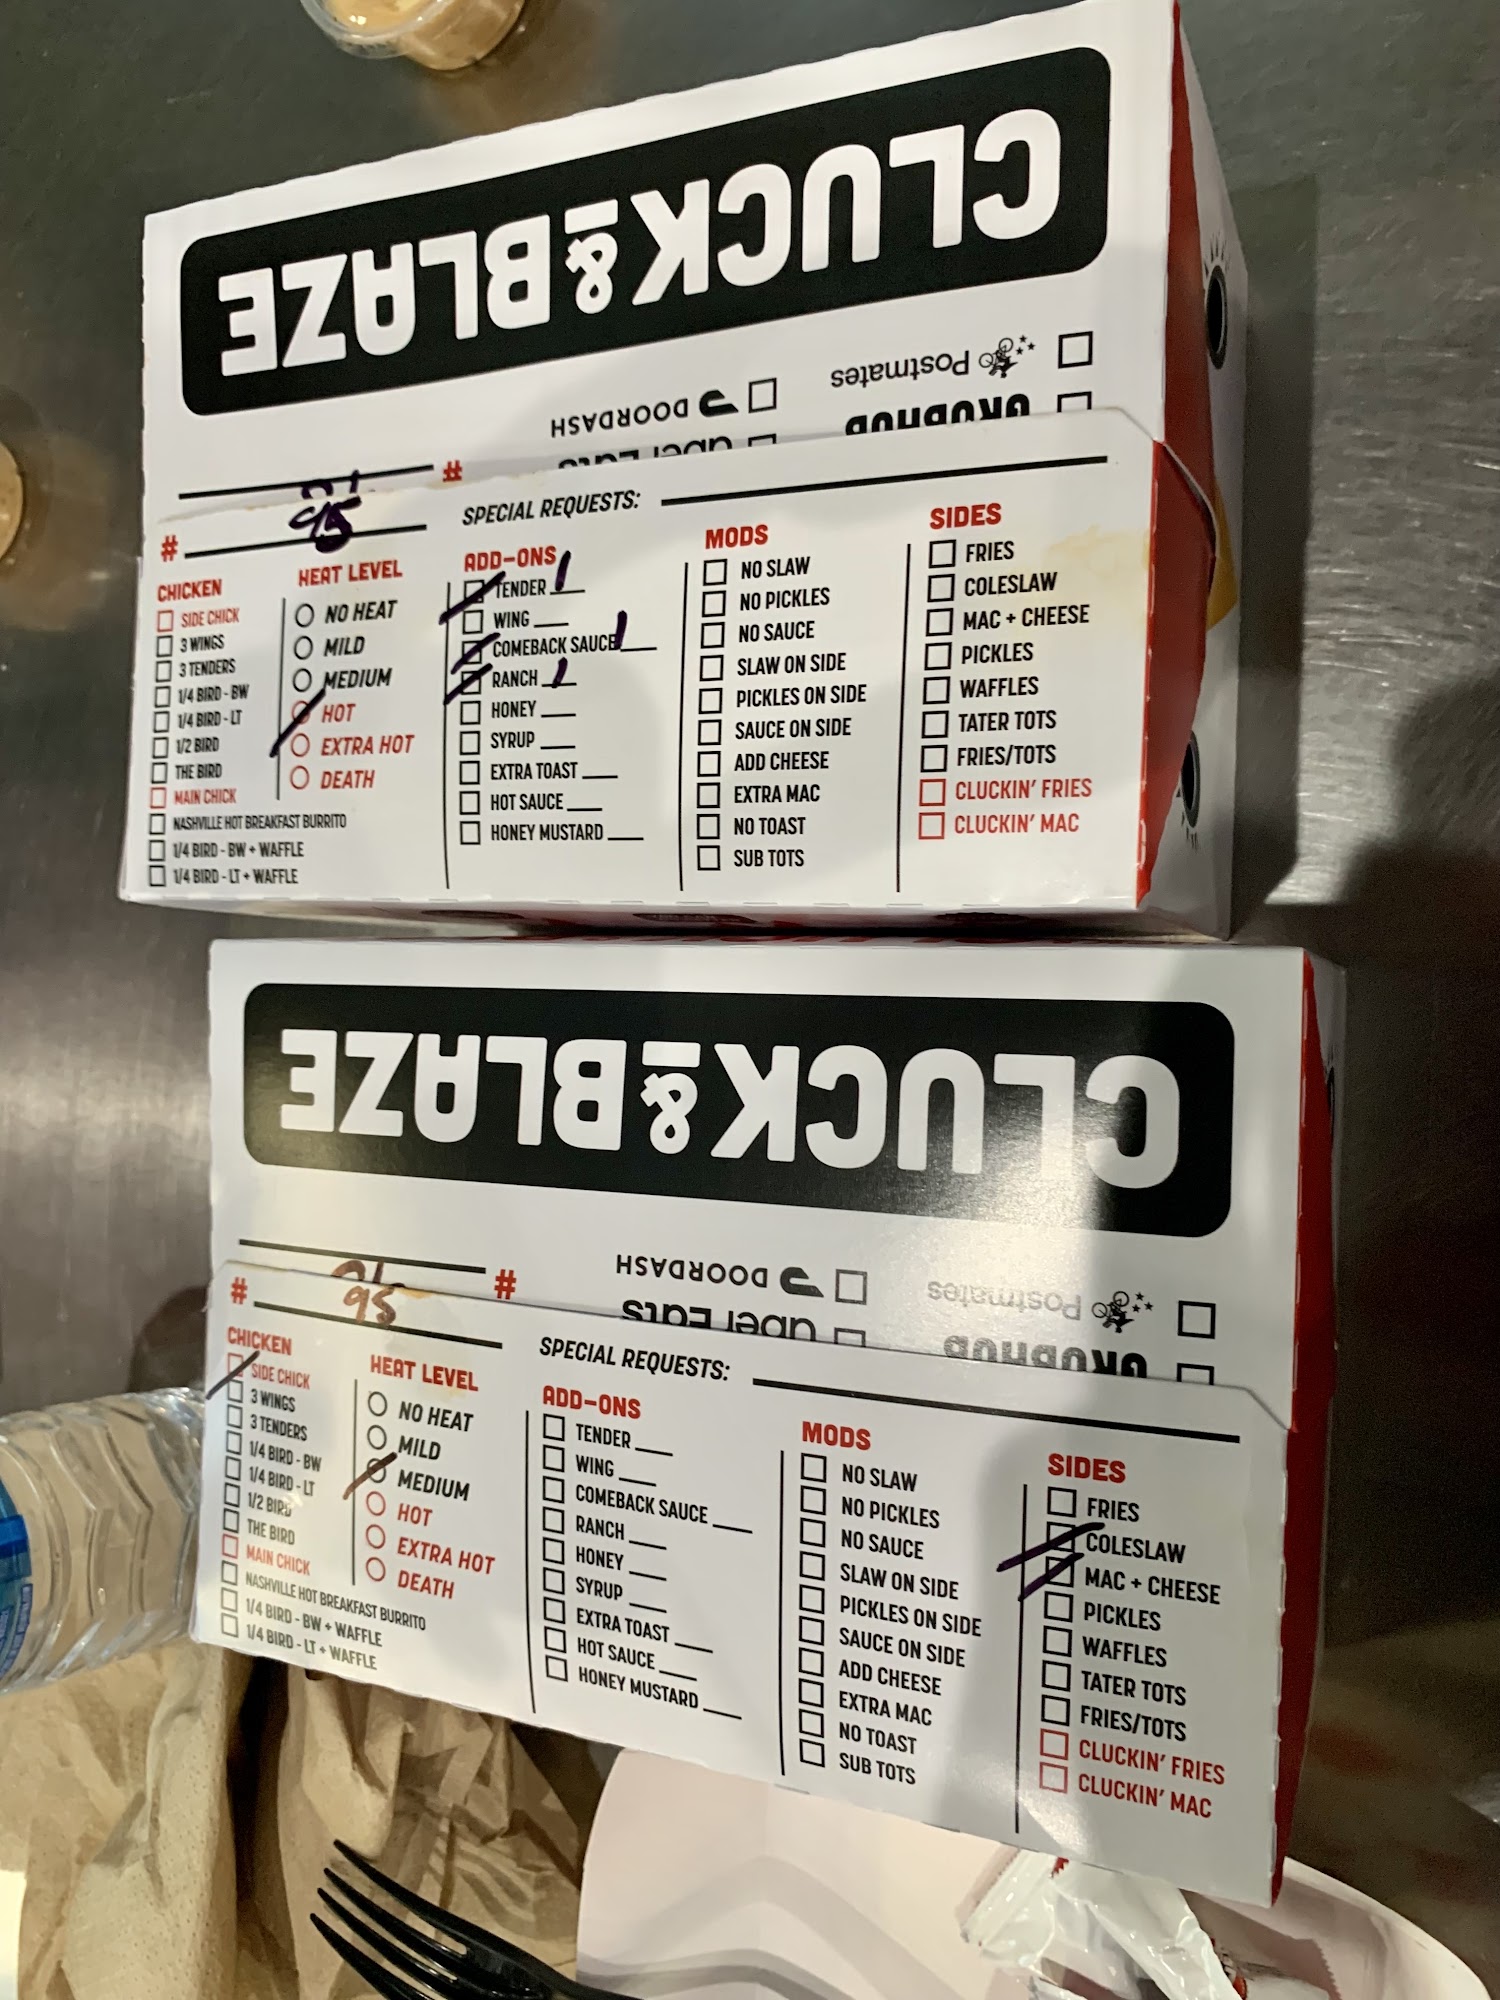 CLUCK & BLAZE
Postmates
DOORDASH
GRUBHUB
Uber Eats
#
# 95
SPECIAL REQUESTS:
CHICKEN
SIDE CHICK
3 WINGS
3 TENDERS
1/4 BIRD - BW
1/4 BIRD - LT
1/2 BIRD
THE BIRD
MAIN CHICK
NASHVILLE HOT BREAKFAST BURRITO
1/4 BIRD - BW + WAFFLE
1/4 BIRD - LT + WAFFLE
HEAT LEVEL
NO HEAT
MILD
MEDIUM
HOT
EXTRA HOT
DEATH
ADD-ONS
TENDER 1
WING
COMEBACK SAUCE 1
RANCH 1
HONEY
SYRUP
EXTRA TOAST
HOT SAUCE
HONEY MUSTARD
MODS
NO SLAW
NO PICKLES
NO SAUCE
SLAW ON SIDE
PICKLES ON SIDE
SAUCE ON SIDE
ADD CHEESE
EXTRA MAC
NO TOAST
SUB TOTS
SIDES
FRIES
COLESLAW
MAC + CHEESE
PICKLES
WAFFLES
TATER TOTS
FRIES/TOTS
CLUCKIN' FRIES
CLUCKIN' MAC
CLUCK & BLAZE
DOORDASH
Postmates
Uber Eats
GRUBHUB
#
# 95
SPECIAL REQUESTS:
CHICKEN
SIDE CHICK
3 WINGS
3 TENDERS
1/4 BIRD - BW
1/4 BIRD - LT
1/2 BIRD
THE BIRD
MAIN CHICK
NASHVILLE HOT BREAKFAST BURRITO
1/4 BIRD - BW + WAFFLE
1/4 BIRD - LT + WAFFLE
HEAT LEVEL
NO HEAT
MILD
MEDIUM
HOT
EXTRA HOT
DEATH
ADD-ONS
TENDER
WING
COMEBACK SAUCE
RANCH
HONEY
SYRUP
EXTRA TOAST
HOT SAUCE
HONEY MUSTARD
MODS
NO SLAW
NO PICKLES
NO SAUCE
SLAW ON SIDE
PICKLES ON SIDE
SAUCE ON SIDE
ADD CHEESE
EXTRA MAC
NO TOAST
SUB TOTS
SIDES
FRIES
COLESLAW
MAC + CHEESE
PICKLES
WAFFLES
TATER TOTS
FRIES/TOTS
CLUCKIN' FRIES
CLUCKIN' MAC